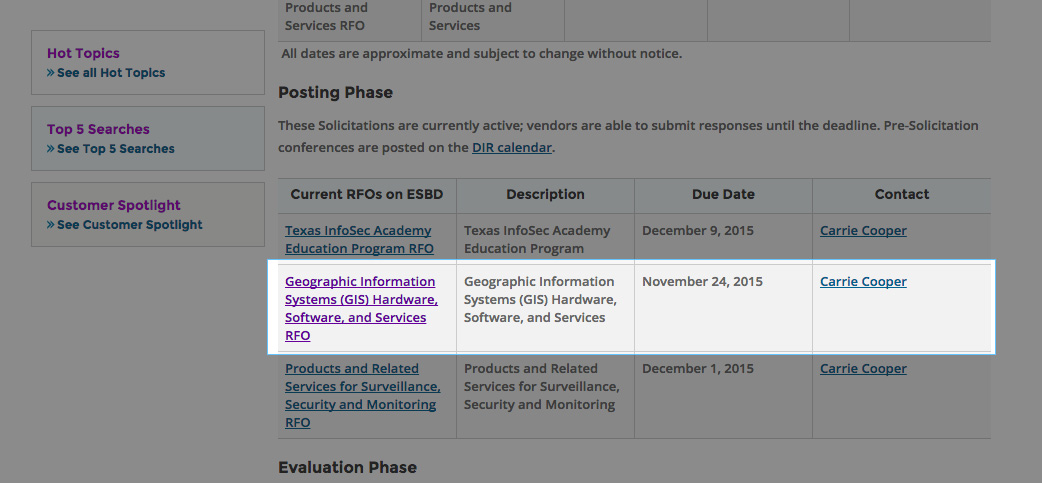 Products and
Services RFO
Products and
Services
All dates are approximate and subject to change without notice.
Hot Topics
» See all Hot Topics
Top 5 Searches
» See Top 5 Searches
Customer Spotlight
» See Customer Spotlight
Posting Phase
These Solicitations are currently active; vendors are able to submit responses until the deadline. Pre-Solicitation
conferences are posted on the DIR calendar.
Current RFOs on ESBD
Description
Due Date
Contact
Texas InfoSec Academy
Education Program RFO
Texas InfoSec Academy
Education Program
December 9, 2015
Carrie Cooper
Geographic Information
Systems (GIS) Hardware,
Software, and Services
RFO
Geographic Information
Systems (GIS) Hardware,
Software, and Services
November 24, 2015
Carrie Cooper
Products and Related
Services for Surveillance,
Security and Monitoring
RFO
Products and Related
Services for Surveillance,
Security and Monitoring
December 1, 2015
Carrie Cooper
Evaluation Phase